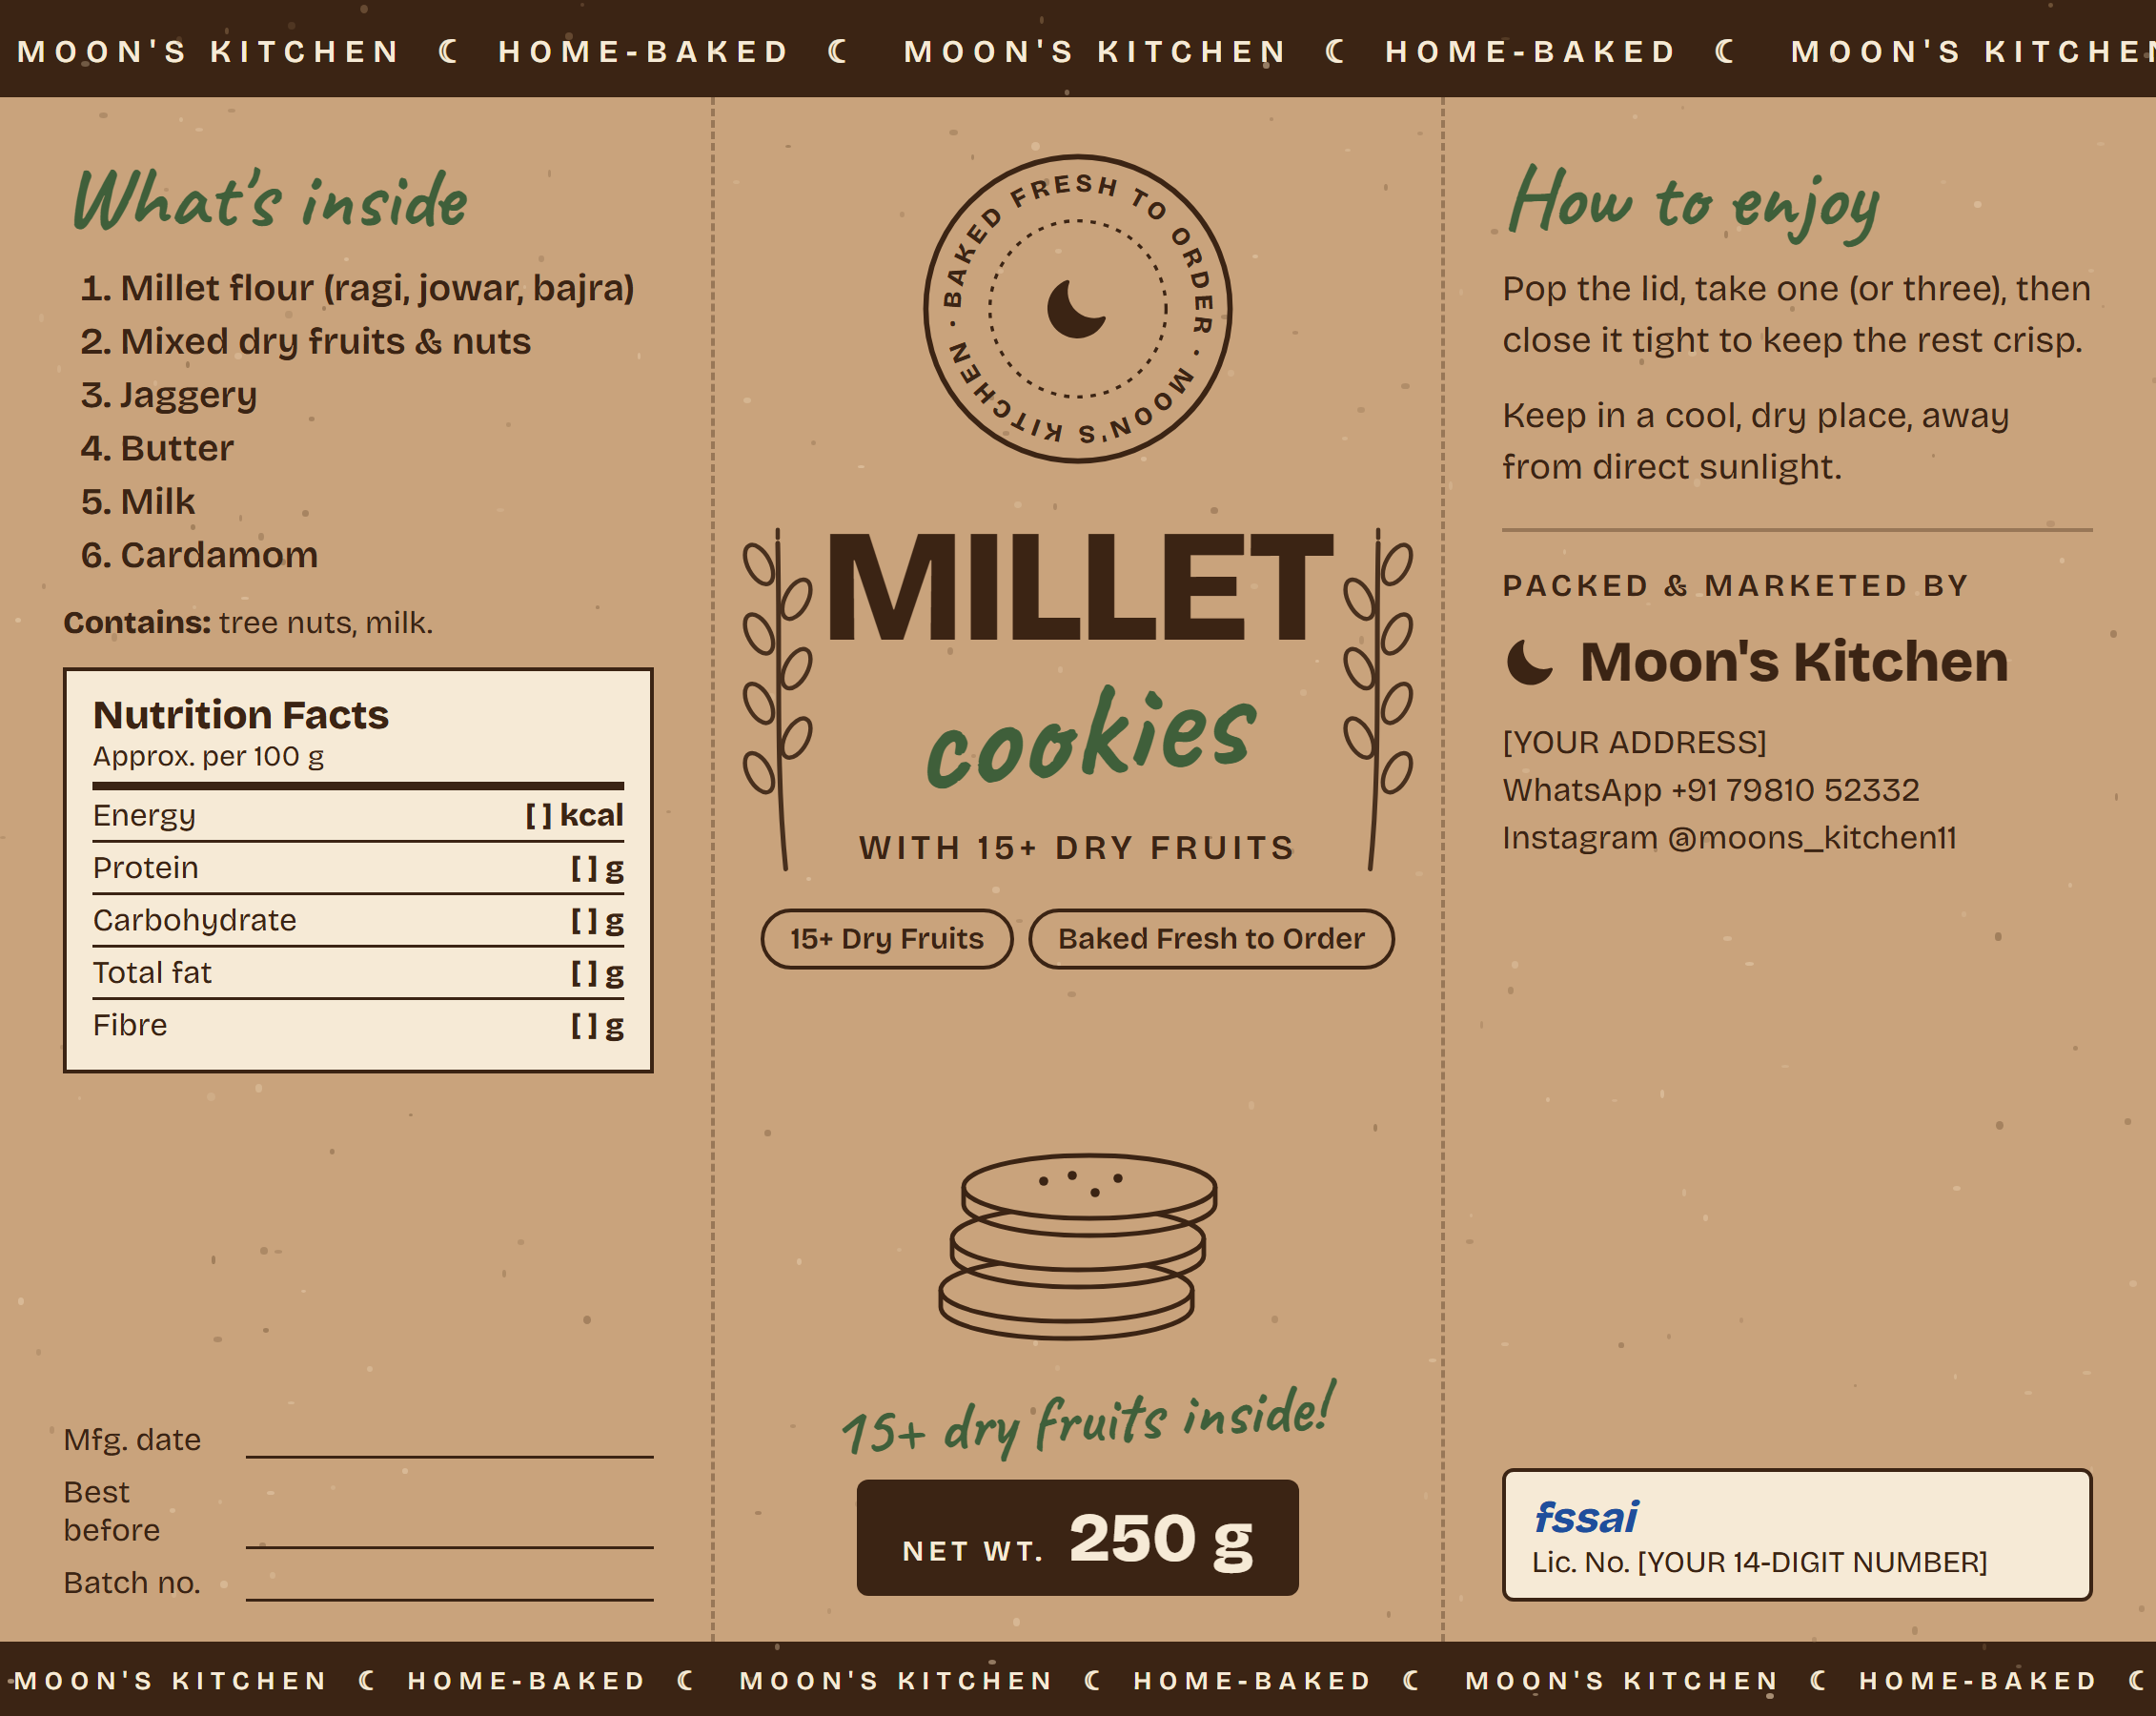 MOON'S KITCHEN ☾ HOME-BAKED ☾ MOON'S KITCHEN ☾ HOME-BAKED ☾ MOON'S KITCHEN
What's inside
1. Millet flour (ragi, jowar, bajra)
2. Mixed dry fruits & nuts
3. Jaggery
4. Butter
5. Milk
6. Cardamom
Contains: tree nuts, milk.
Nutrition Facts
Approx. per 100 g
Energy [ ] kcal
Protein [ ] g
Carbohydrate [ ] g
Total fat [ ] g
Fibre [ ] g
Mfg. date
Best
before
Batch no.
BAKED FRESH TO ORDER · MOON'S KITCHEN ·
MILLET
cookies
WITH 15+ DRY FRUITS
15+ Dry Fruits
Baked Fresh to Order
15+ dry fruits inside!
NET WT. 250 g
How to enjoy
Pop the lid, take one (or three), then
close it tight to keep the rest crisp.
Keep in a cool, dry place, away
from direct sunlight.
PACKED & MARKETED BY
Moon's Kitchen
[YOUR ADDRESS]
WhatsApp +91 79810 52332
Instagram @moons_kitchen11
fssai
Lic. No. [YOUR 14-DIGIT NUMBER]
MOON'S KITCHEN ☾ HOME-BAKED ☾ MOON'S KITCHEN ☾ HOME-BAKED ☾ MOON'S KITCHEN ☾ HOME-BAKED ☾